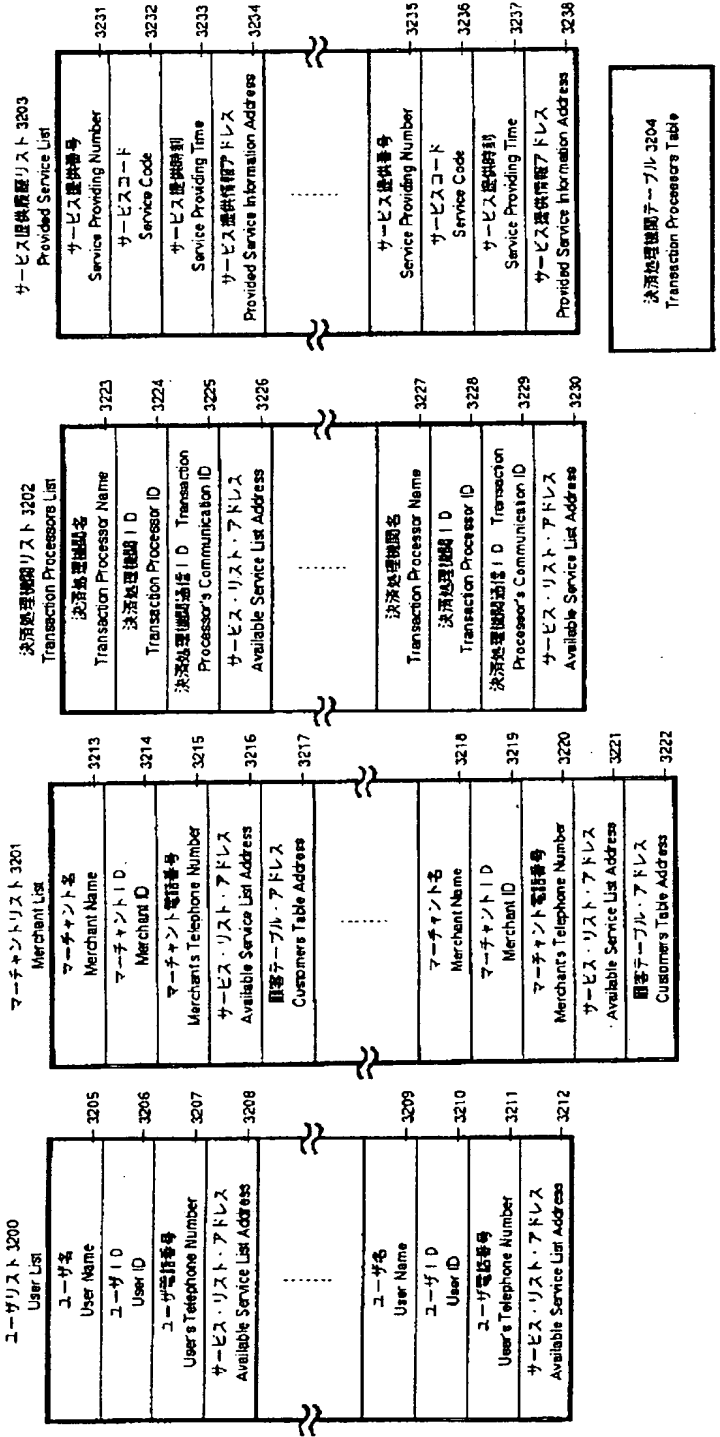 ユーザリスト 3200
User List
ユーザ名
User Name
3205
ユーザID
User ID
3206
ユーザ電話番号
User's Telephone Number
3207
サービス・リスト・アドレス
Available Service List Address
3208
..........
ユーザ名
User Name
3209
ユーザID
User ID
3210
ユーザ電話番号
User's Telephone Number
3211
サービス・リスト・アドレス
Available Service List Address
3212
マーチャントリスト 3201
Merchant List
マーチャント名
Merchant Name
3213
マーチャントID
Merchant ID
3214
マーチャント電話番号
Merchant's Telephone Number
3215
サービス・リスト・アドレス
Available Service List Address
3216
顧客テーブル・アドレス
Customers Table Address
3217
..........
マーチャント名
Merchant Name
3218
マーチャントID
Merchant ID
3219
マーチャント電話番号
Merchant's Telephone Number
3220
サービス・リスト・アドレス
Available Service List Address
3221
顧客テーブル・アドレス
Customers Table Address
3222
決済処理機関リスト 3202
Transaction Processors List
決済処理機関名
Transaction Processor Name
3223
決済処理機関ID
Transaction Processor ID
3224
決済処理機関通信ID Transaction
Processor's Communication ID
3225
サービス・リスト・アドレス
Available Service List Address
3226
..........
決済処理機関名
Transaction Processor Name
3227
決済処理機関ID
Transaction Processor ID
3228
決済処理機関通信ID Transaction
Processor's Communication ID
3229
サービス・リスト・アドレス
Available Service List Address
3230
サービス提供履歴リスト 3203
Provided Service List
サービス提供番号
Service Providing Number
3231
サービスコード
Service Code
3232
サービス提供時刻
Service Providing Time
3233
サービス提供情報アドレス
Provided Service Information Address
3234
..........
サービス提供番号
Service Providing Number
3235
サービスコード
Service Code
3236
サービス提供時刻
Service Providing Time
3237
サービス提供情報アドレス
Provided Service Information Address
3238
決済処理機関テーブル 3204
Transaction Processors Table